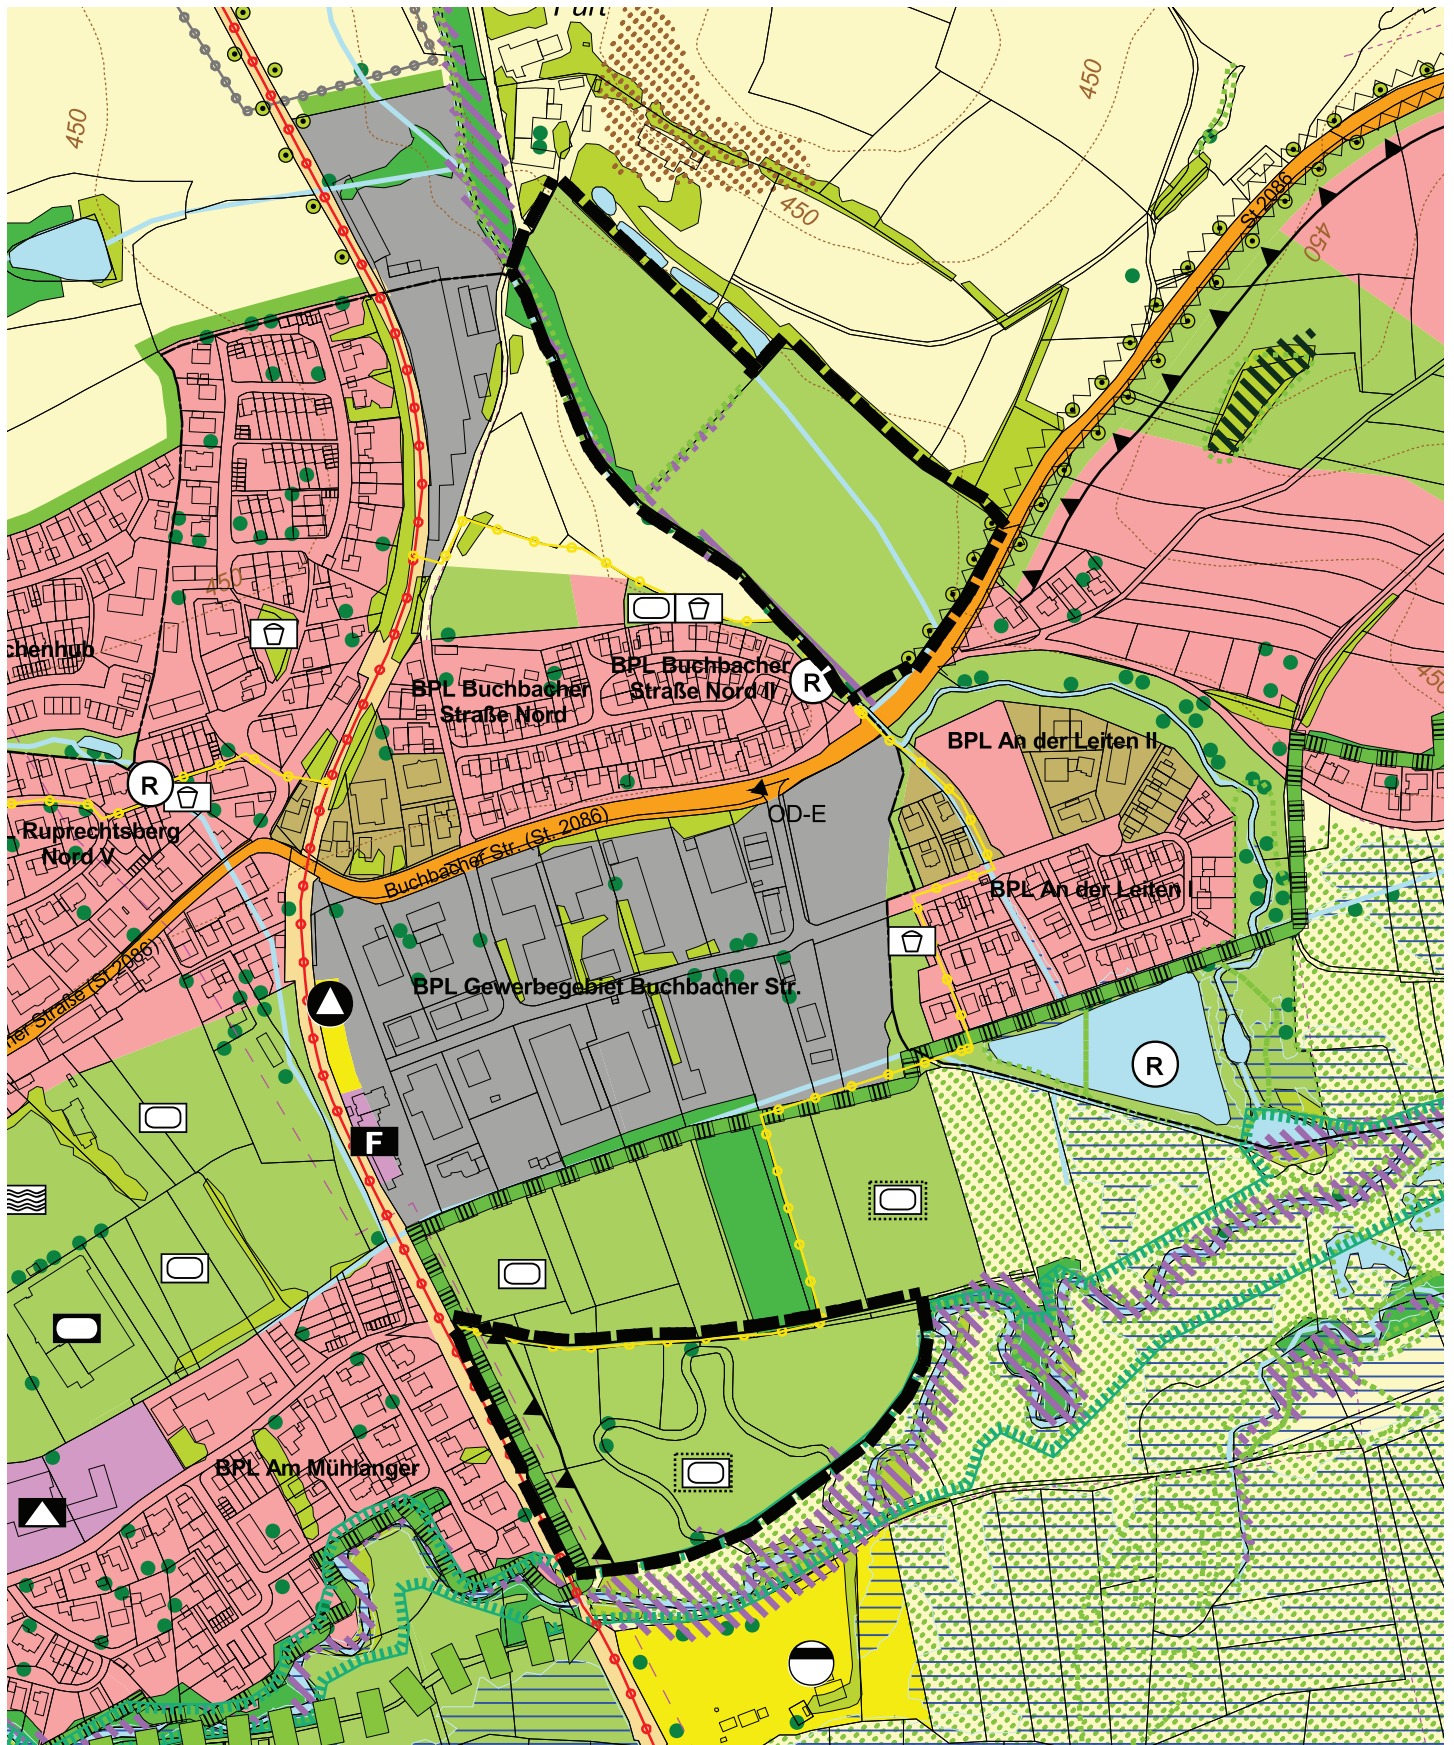 450
450
450
St 2086
450
450
chenhub
BPL Buchbacher
Straße Nord II
R
BPL Buchbacher
Straße Nord
450
BPL An der Leiten II
R
OD-E
Ruprechtsberg
Nord V
Buchbacher Str. (St. 2086)
BPL An der Leiten I
ner Straße (St.2086)
BPL Gewerbegebiet Buchbacher Str.
R
F
BPL Am Mühlanger